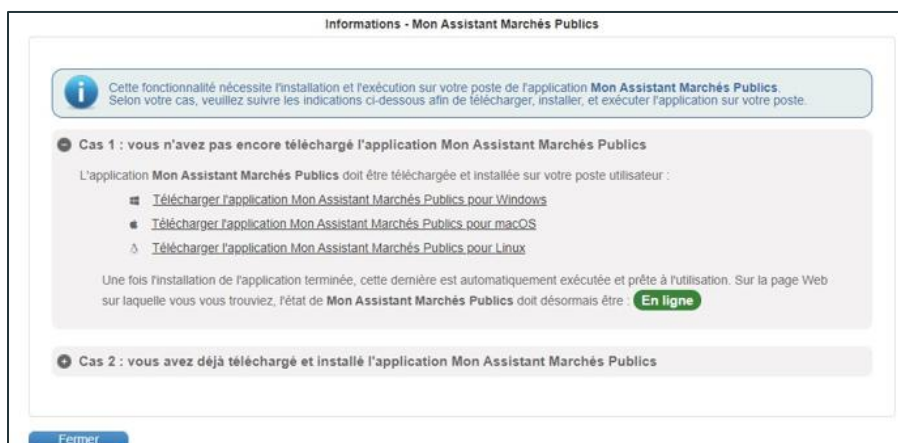 Informations - Mon Assistant Marchés Publics
Cette fonctionnalité nécessite l'installation et l'exécution sur votre poste de l'application Mon Assistant Marchés Publics.
Selon votre cas, veuillez suivre les indications ci-dessous afin de télécharger, installer, et exécuter l'application sur votre poste.
Cas 1 : vous n'avez pas encore téléchargé l'application Mon Assistant Marchés Publics
L'application Mon Assistant Marchés Publics doit être téléchargée et installée sur votre poste utilisateur :
Télécharger l'application Mon Assistant Marchés Publics pour Windows
Télécharger l'application Mon Assistant Marchés Publics pour macOS
Télécharger l'application Mon Assistant Marchés Publics pour Linux
Une fois l'installation de l'application terminée, cette dernière est automatiquement exécutée et prête à l'utilisation. Sur la page Web
sur laquelle vous vous trouviez, l'état de Mon Assistant Marchés Publics doit désormais être : En ligne
Cas 2 : vous avez déjà téléchargé et installé l'application Mon Assistant Marchés Publics
Fermer